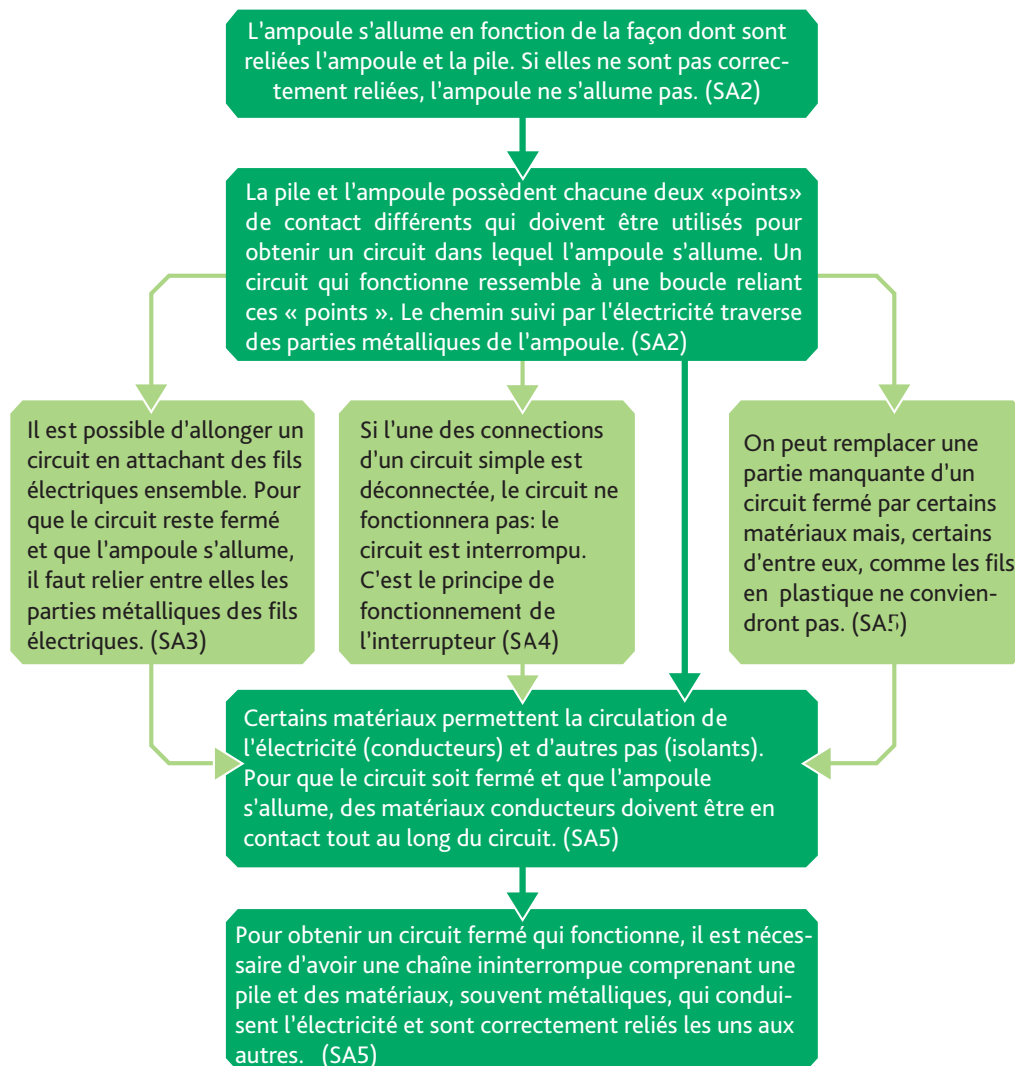 L’ampoule s’allume en fonction de la façon dont sont
reliées l’ampoule et la pile. Si elles ne sont pas correc-
tement reliées, l’ampoule ne s’allume pas. (SA2)
La pile et l’ampoule possèdent chacune deux «points»
de contact différents qui doivent être utilisés pour
obtenir un circuit dans lequel l’ampoule s’allume. Un
circuit qui fonctionne ressemble à une boucle reliant
ces « points ». Le chemin suivi par l'électricité traverse
des parties métalliques de l’ampoule. (SA2)
Il est possible d’allonger un
circuit en attachant des fils
électriques ensemble. Pour
que le circuit reste fermé
et que l’ampoule s’allume,
il faut relier entre elles les
parties métalliques des fils
électriques. (SA3)
Si l’une des connections
d’un circuit simple est
déconnectée, le circuit ne
fonctionnera pas: le
circuit est interrompu.
C’est le principe de
fonctionnement de
l’interrupteur (SA4)
On peut remplacer une
partie manquante d’un
circuit fermé par certains
matériaux mais, certains
d’entre eux, comme les fils
en plastique ne convien-
dront pas. (SA5)
Certains matériaux permettent la circulation de
l’électricité (conducteurs) et d’autres pas (isolants).
Pour que le circuit soit fermé et que l’ampoule
s’allume, des matériaux conducteurs doivent être en
contact tout au long du circuit. (SA5)
Pour obtenir un circuit fermé qui fonctionne, il est néces-
saire d’avoir une chaîne ininterrompue comprenant une
pile et des matériaux, souvent métalliques, qui condui-
sent l’électricité et sont correctement reliés les uns aux
autres. (SA5)